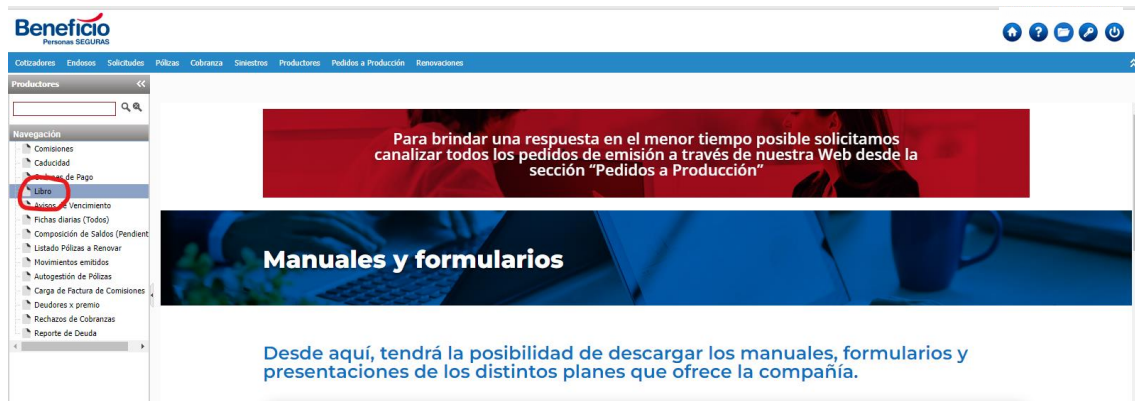 Beneficio
Personas SEGURAS
Cotizadores Endosos Solicitudes Pólizas Cobranza Siniestros Productores Pedidos a Producción Renovaciones
Productores
Navegación
Comisiones
Caducidad
de Pago
Libro
Avisos de Vencimiento
Fichas diarias (Todos)
Composición de Saldos (Pendient
Listado Pólizas a Renovar
Movimientos emitidos
Autogestión de Pólizas
Carga de Factura de Comisiones
Deudores x premio
Rechazos de Cobranzas
Reporte de Deuda
Para brindar una respuesta en el menor tiempo posible solicitamos
canalizar todos los pedidos de emisión a través de nuestra Web desde la
sección “Pedidos a Producción”
Manuales y formularios
Desde aquí, tendrá la posibilidad de descargar los manuales, formularios y
presentaciones de los distintos planes que ofrece la compañía.